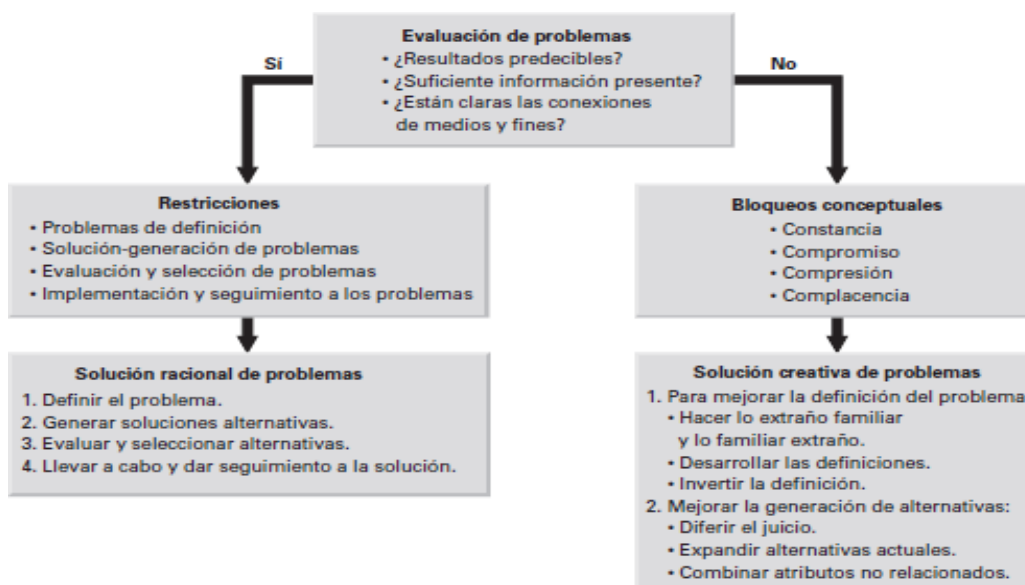 Evaluación de problemas
• ¿Resultados predecibles?
• ¿Suficiente información presente?
• ¿Están claras las conexiones
de medios y fines?
Sí
No
Restricciones
• Problemas de definición
• Solución-generación de problemas
• Evaluación y selección de problemas
• Implementación y seguimiento a los problemas
Bloqueos conceptuales
• Constancia
• Compromiso
• Compresión
• Complacencia
Solución racional de problemas
1. Definir el problema.
2. Generar soluciones alternativas.
3. Evaluar y seleccionar alternativas.
4. Llevar a cabo y dar seguimiento a la solución.
Solución creativa de problemas
1. Para mejorar la definición del problema
• Hacer lo extraño familiar
y lo familiar extraño.
• Desarrollar las definiciones.
• Invertir la definición.
2. Mejorar la generación de alternativas:
• Diferir el juicio.
• Expandir alternativas actuales.
• Combinar atributos no relacionados.